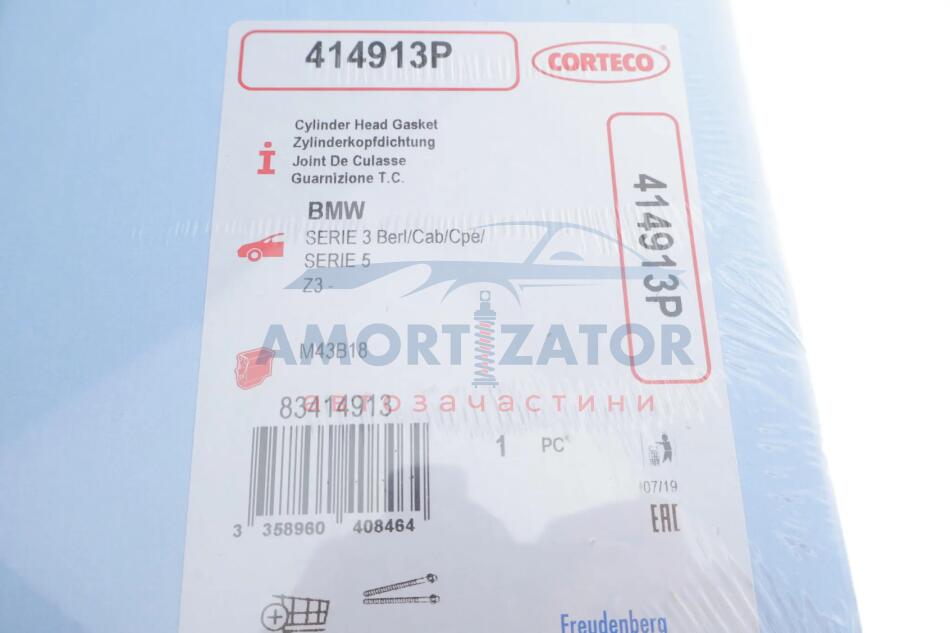 414913P
CORTECO
Cylinder Head Gasket
Zylinderkopfdichtung
Joint De Culasse
Guarnizione T.C.
BMW
SERIE 3 Berl/Cab/Cpe/
SERIE 5
Z3 -
414913P
AMORTIZATOR
M43B18
автозачастини
83414913
1 PC
07/19
3 358960 408464
EAC
Freudenberg